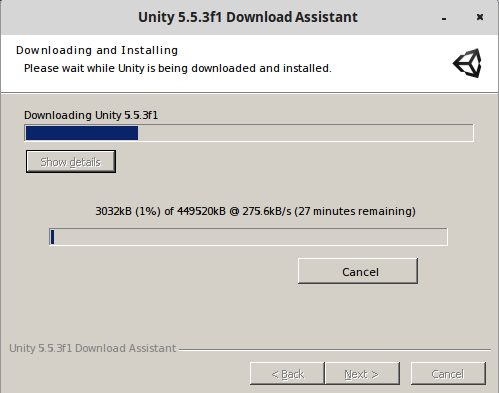 Unity 5.5.3f1 Download Assistant
Downloading and Installing
Please wait while Unity is being downloaded and installed.
Downloading Unity 5.5.3f1
Show details
3032kB (1%) of 449520kB @ 275.6kB/s (27 minutes remaining)
Cancel
Unity 5.5.3f1 Download Assistant
< Back
Next >
Cancel